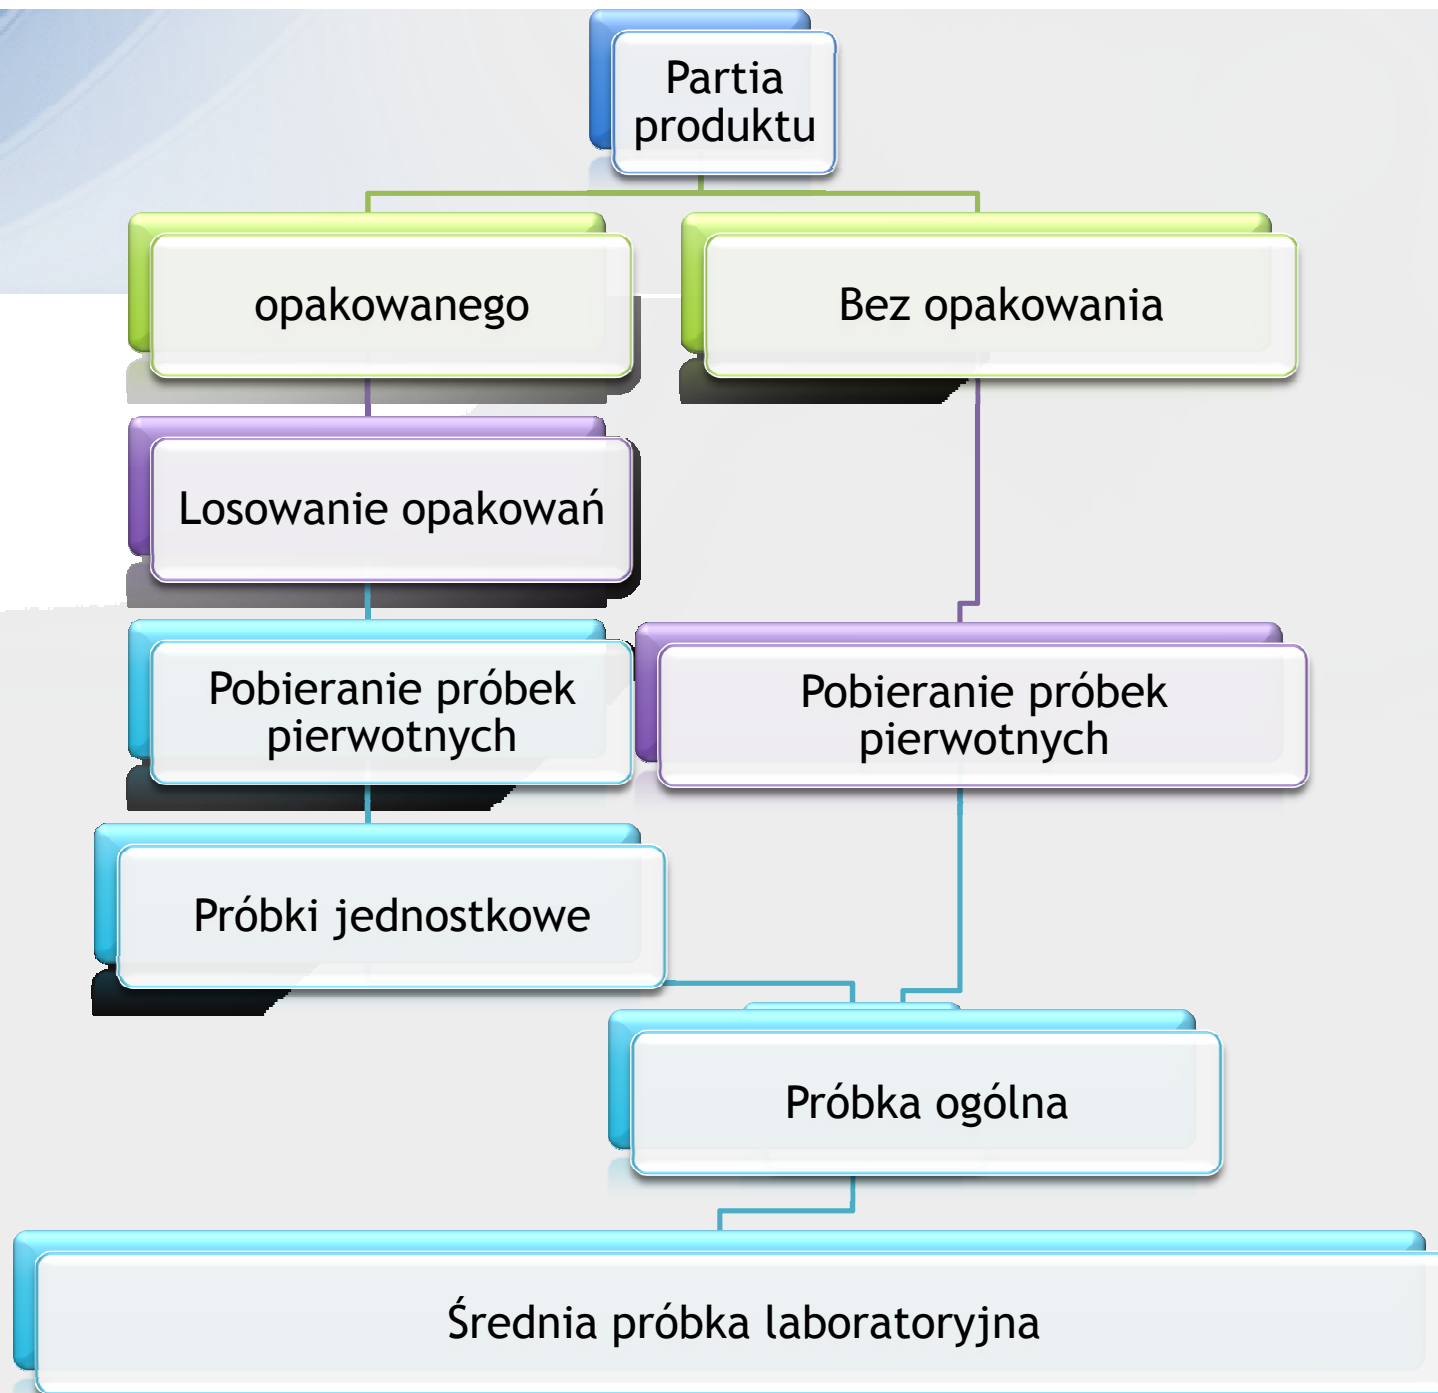 Partia
produktu
opakowanego
Bez opakowania
Losowanie opakowań
Pobieranie próbek
pierwotnych
Pobieranie próbek
pierwotnych
Próbki jednostkowe
Próbka ogólna
Średnia próbka laboratoryjna